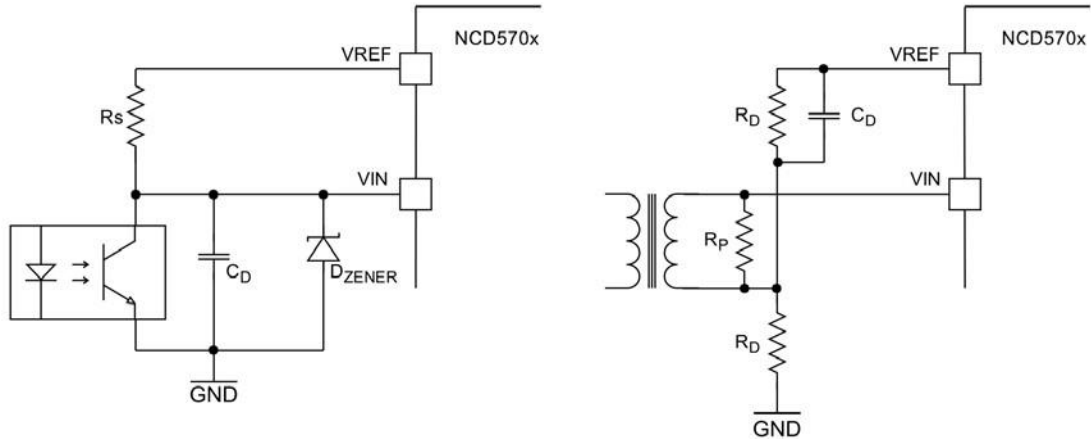 NCD570x
VREF
Rs
VIN
CD
DZENER
GND
NCD570x
VREF
RD
CD
VIN
RP
RD
GND